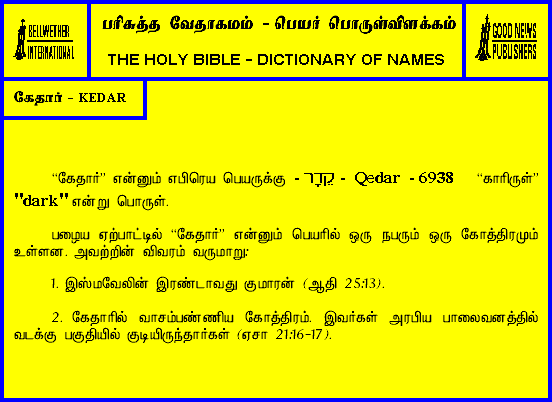 BELLWETHER
INTERNATIONAL
பரிசுத்த வேதாகமம் - பெயர் பொருள்விளக்கம்
THE HOLY BIBLE - DICTIONARY OF NAMES
GOOD NEWS
PUBLISHERS
கேதார் - KEDAR
“கேதார்” என்னும் எபிரெய பெயருக்கு - קֵדָר - Qedar - 6938 “காரிருள்”
"dark" என்று பொருள்.
பழைய ஏற்பாட்டில் “கேதார்” என்னும் பெயரில் ஒரு நபரும் ஒரு கோத்திரமும்
உள்ளன. அவற்றின் விவரம் வருமாறு:
1. இஸ்மவேலின் இரண்டாவது குமாரன் (ஆதி 25:13).
2. கேதாரில் வாசம்பண்ணிய கோத்திரம். இவர்கள் அரபிய பாலைவனத்தில்
வடக்கு பகுதியில் குடியிருந்தார்கள் (ஏசா 21:16-17).